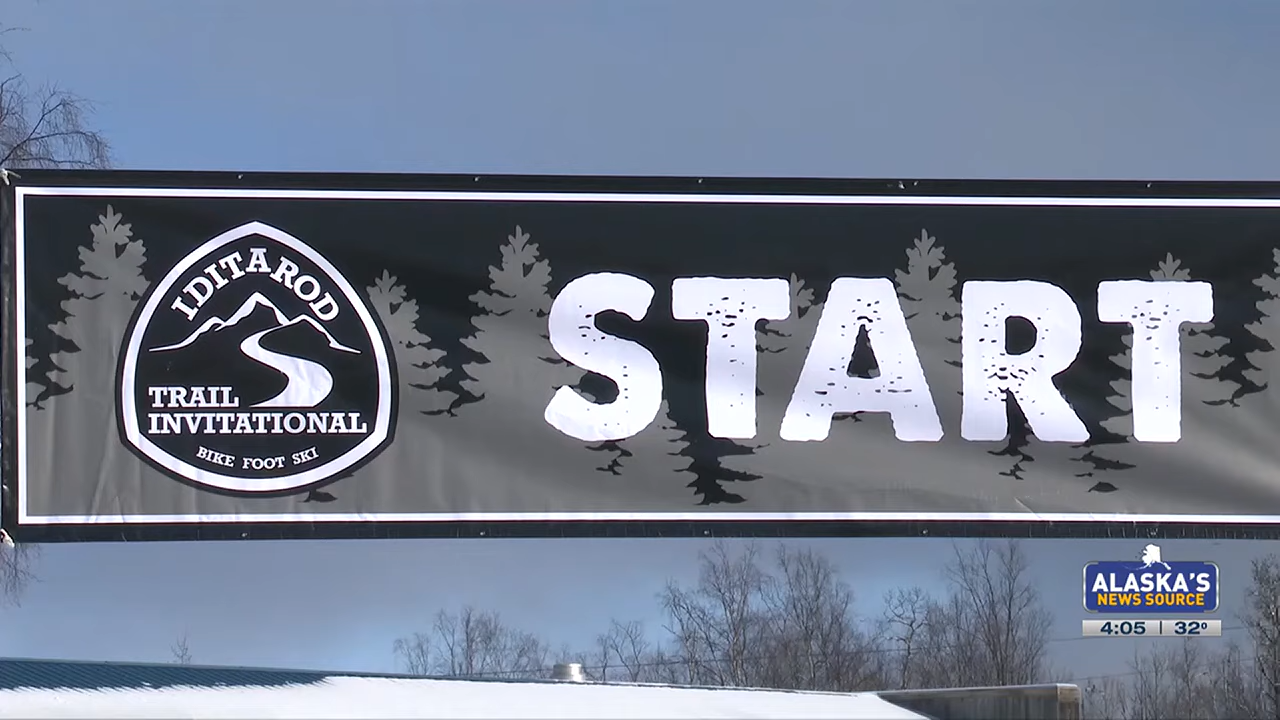 IDITAROD
TRAIL
INVITATIONAL
BIKE FOOT SKI
START
ALASKA'S
NEWS SOURCE
4:05 | 32°